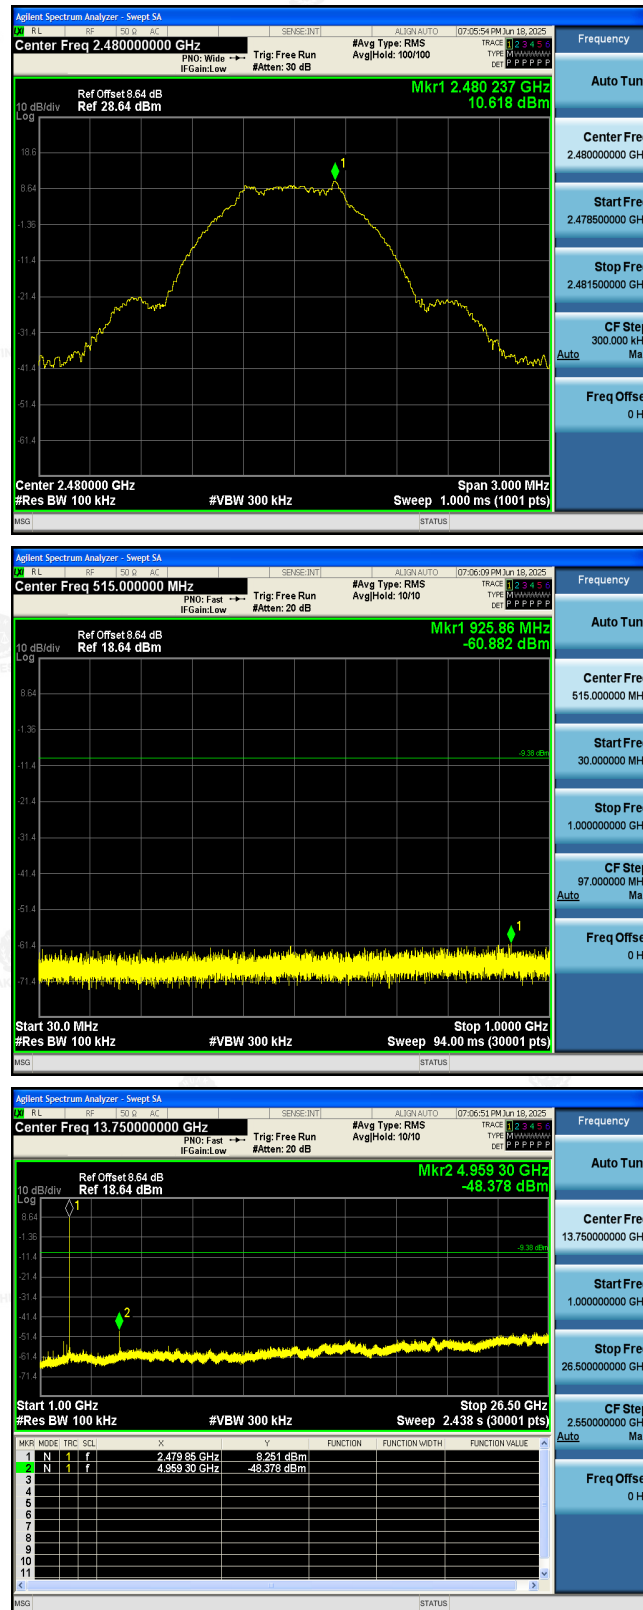 Agilent Spectrum Analyzer - Swept SA
LXI RL RF 50 Ω AC SENSE:INT ALIGN AUTO 07:05:54 PM Jun 18, 2025
Center Freq 2.480000000 GHz #Avg Type: RMS TRACE 1 2 3 4 5 6 Frequency
PNO: Wide Trig: Free Run Avg|Hold: 100/100 TYPE MWWWWW
IFGain:Low #Atten: 30 dB DET P P P P P P
Auto Tun
Ref Offset 8.64 dB Mkr1 2.480 237 GHz
10 dB/div Ref 28.64 dBm 10.618 dBm
Log
1
18.6
8.64
-1.36
-11.4
-21.4
-31.4
-41.4
-51.4
-61.4
Center Fre
2.480000000 GH
Start Fre
2.478500000 GH
Stop Fre
2.481500000 GH
CF Step
300.000 kH
Auto Ma
Freq Offse
0 H
Center 2.480000 GHz Span 3.000 MHz
#Res BW 100 kHz #VBW 300 kHz Sweep 1.000 ms (1001 pts)
MSG STATUS
Agilent Spectrum Analyzer - Swept SA
LXI RL RF 50 Ω AC SENSE:INT ALIGN AUTO 07:06:09 PM Jun 18, 2025
Center Freq 515.000000 MHz #Avg Type: RMS TRACE 1 2 3 4 5 6 Frequency
PNO: Fast Trig: Free Run Avg|Hold: 10/10 TYPE MWWWWW
IFGain:Low #Atten: 20 dB DET P P P P P P
Auto Tun
Ref Offset 8.64 dB Mkr1 925.86 MHz
10 dB/div Ref 18.64 dBm -60.882 dBm
Log
8.64
-1.36
-9.38 dBm
-11.4
-21.4
-31.4
-41.4
-51.4
-61.4
1
-71.4
Center Fre
515.000000 MH
Start Fre
30.000000 MH
Stop Fre
1.000000000 GH
CF Step
97.000000 MH
Auto Ma
Freq Offse
0 H
Start 30.0 MHz Stop 1.0000 GHz
#Res BW 100 kHz #VBW 300 kHz Sweep 94.00 ms (30001 pts)
MSG STATUS
Agilent Spectrum Analyzer - Swept SA
LXI RL RF 50 Ω AC SENSE:INT ALIGN AUTO 07:06:51 PM Jun 18, 2025
Center Freq 13.750000000 GHz #Avg Type: RMS TRACE 1 2 3 4 5 6 Frequency
PNO: Fast Trig: Free Run Avg|Hold: 10/10 TYPE MWWWWW
IFGain:Low #Atten: 20 dB DET P P P P P P
Auto Tun
Ref Offset 8.64 dB Mkr2 4.959 30 GHz
10 dB/div Ref 18.64 dBm -48.378 dBm
Log
1
8.64
-1.36
-9.38 dBm
-11.4
-21.4
-31.4
-41.4
2
-51.4
-61.4
-71.4
Center Fre
13.750000000 GH
Start Fre
1.000000000 GH
Stop Fre
26.500000000 GH
CF Step
2.550000000 GH
Auto Ma
Freq Offse
0 H
Start 1.00 GHz Stop 26.50 GHz
#Res BW 100 kHz #VBW 300 kHz Sweep 2.438 s (30001 pts)
MKR MODE TRC SCL X Y FUNCTION FUNCTION WIDTH FUNCTION VALUE
1 N 1 f 2.479 85 GHz 8.251 dBm
2 N 1 f 4.959 30 GHz -48.378 dBm
3
4
5
6
7
8
9
10
11
MSG STATUS